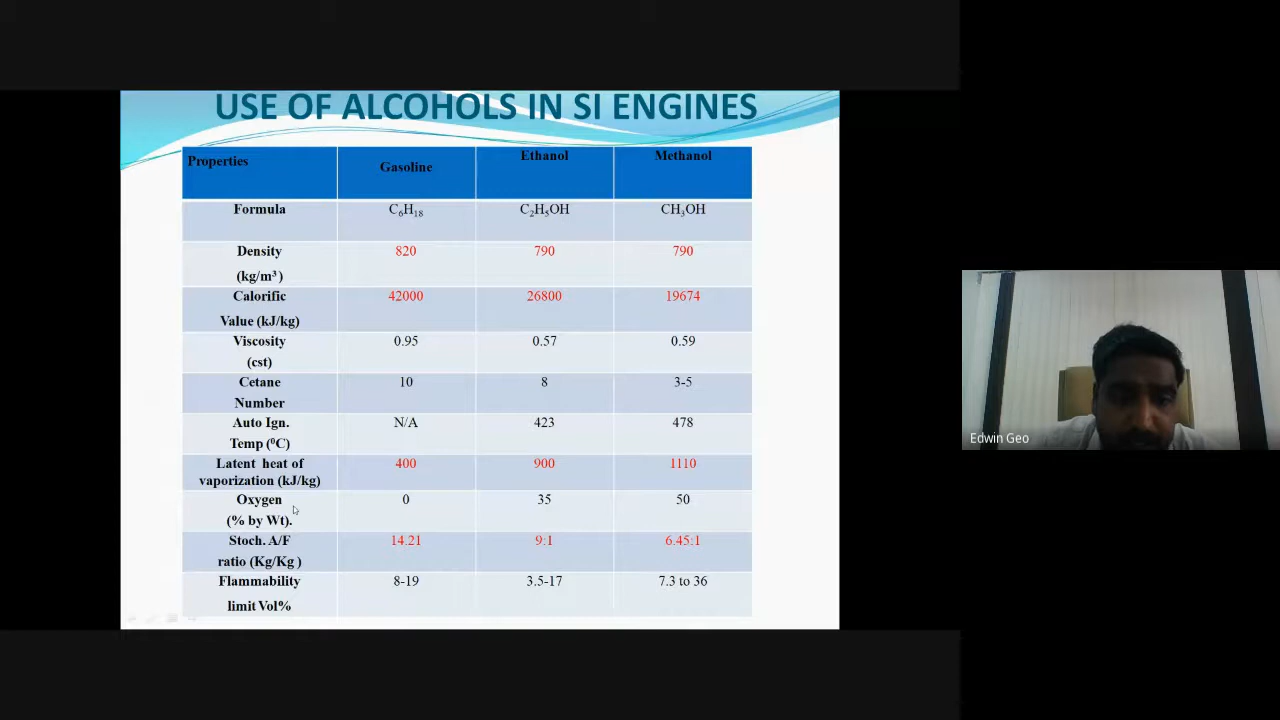 USE OF ALCOHOLS IN SI ENGINES
Properties Gasoline Ethanol Methanol
Formula C₆H₁₈ C₂H₅OH CH₃OH
Density 820 790 790
(kg/m³ )
Calorific 42000 26800 19674
Value (kJ/kg)
Viscosity 0.95 0.57 0.59
(cst)
Cetane 10 8 3-5
Number
Auto Ign. N/A 423 478
Temp (⁰C)
Latent heat of 400 900 1110
vaporization (kJ/kg)
Oxygen 0 35 50
(% by Wt).
Stoch. A/F 14.21 9:1 6.45:1
ratio (Kg/Kg )
Flammability 8-19 3.5-17 7.3 to 36
limit Vol%
Edwin Geo